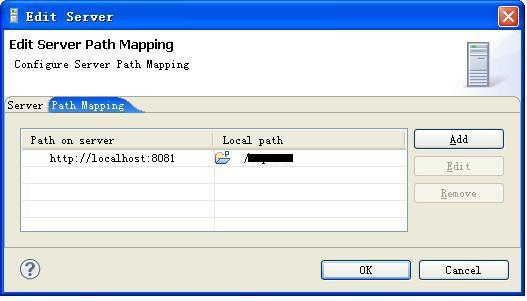 Edit Server
Edit Server Path Mapping
Configure Server Path Mapping
Server Path Mapping
Path on server Local path
http://localhost:8081 /
Add
Edit
Remove
? OK Cancel